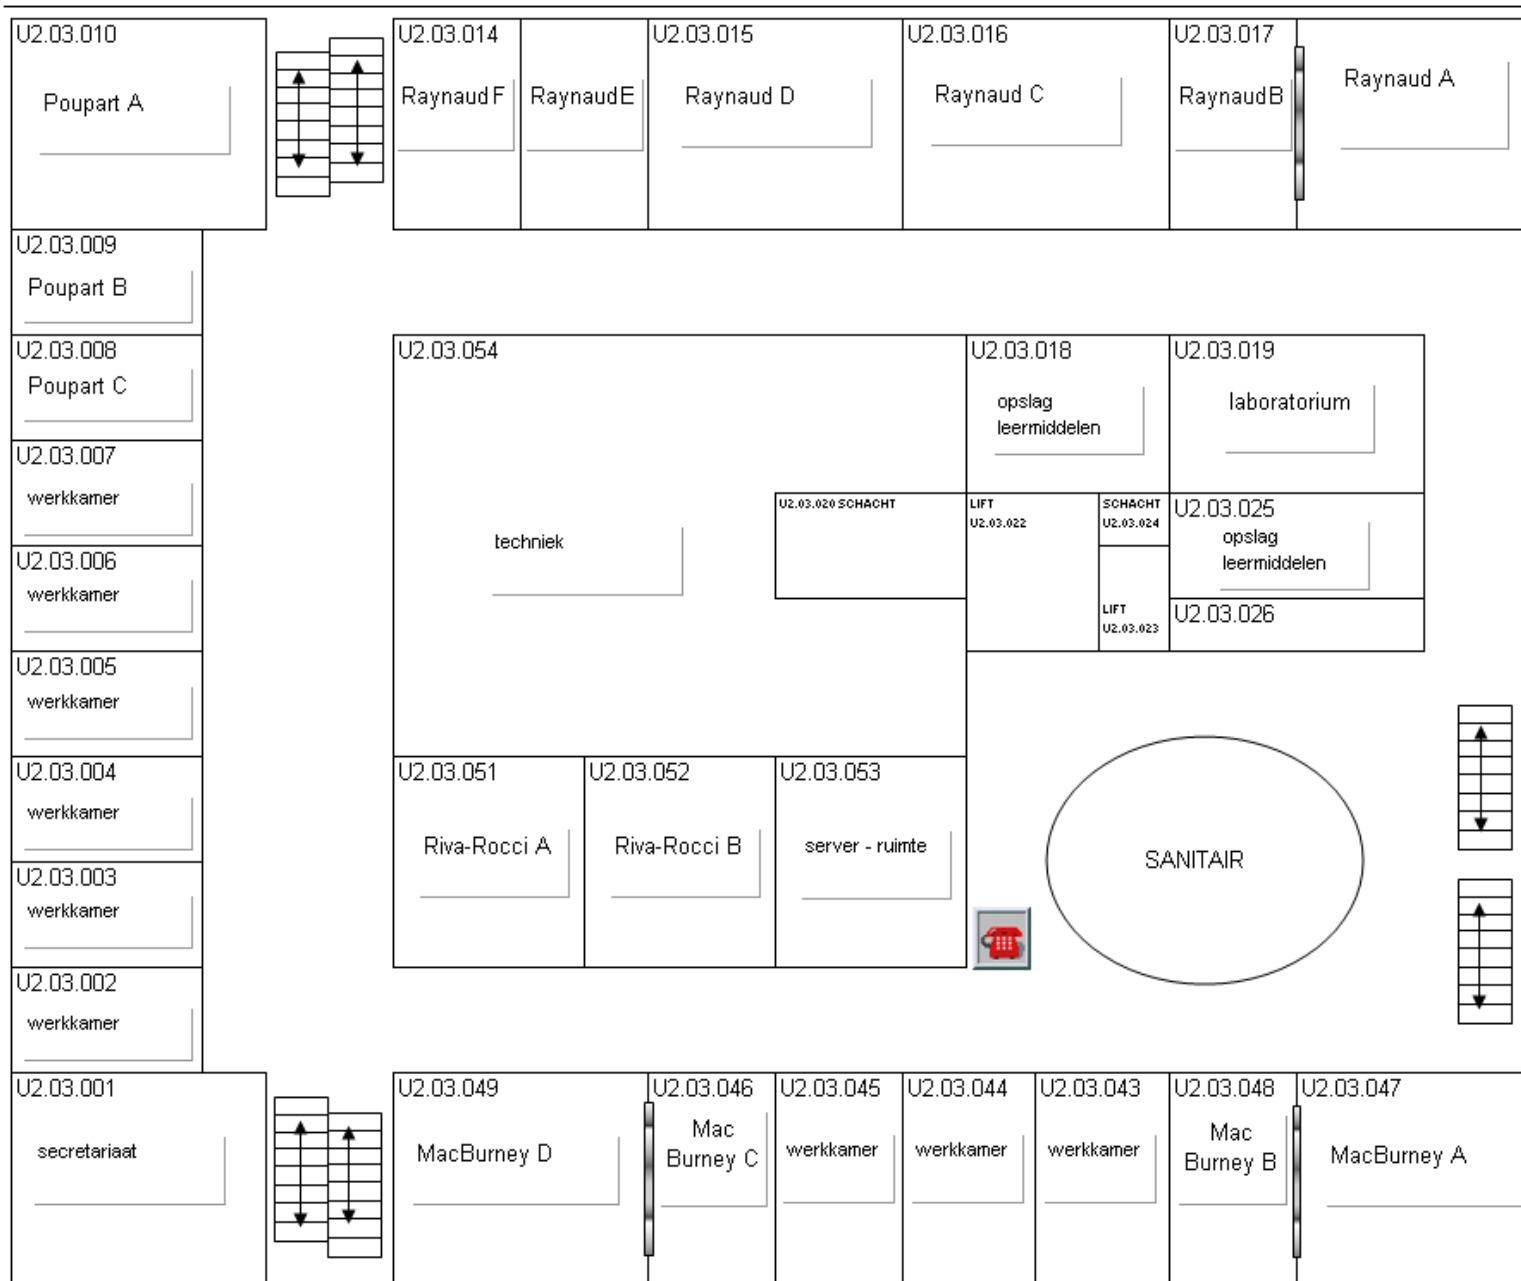 U2.03.010
Poupart A
U2.03.014
Raynaud F
Raynaud E
U2.03.015
Raynaud D
U2.03.016
Raynaud C
U2.03.017
Raynaud B
Raynaud A
U2.03.009
Poupart B
U2.03.008
Poupart C
U2.03.007
werkkamer
U2.03.006
werkkamer
U2.03.005
werkkamer
U2.03.004
werkkamer
U2.03.003
werkkamer
U2.03.002
werkkamer
U2.03.054
techniek
U2.03.018
opslag
leermiddelen
U2.03.019
laboratorium
U2.03.020 SCHACHT
LIFT
U2.03.022
SCHACHT
U2.03.024
LIFT
U2.03.023
U2.03.025
opslag
leermiddelen
U2.03.026
U2.03.051
Riva-Rocci A
U2.03.052
Riva-Rocci B
U2.03.053
server - ruimte
SANITAIR
U2.03.001
secretariaat
U2.03.049
MacBurney D
U2.03.046
Mac
Burney C
U2.03.045
werkkamer
U2.03.044
werkkamer
U2.03.043
werkkamer
U2.03.048
Mac
Burney B
U2.03.047
MacBurney A